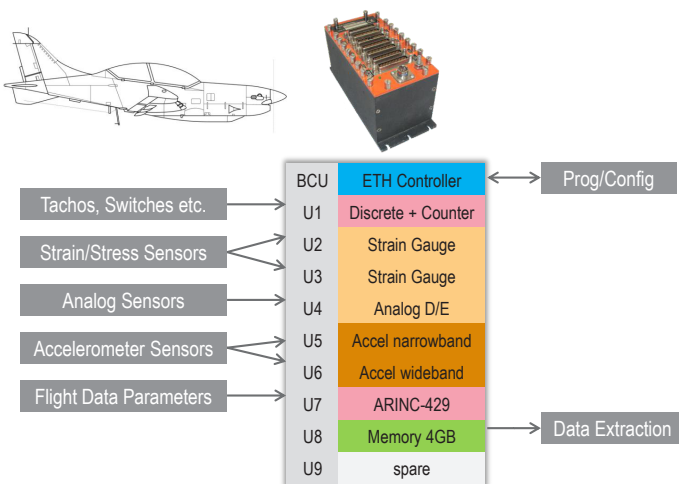 BCU ETH Controller Prog/Config
Tachos, Switches etc. U1 Discrete + Counter
U2 Strain Gauge
Strain/Stress Sensors
U3 Strain Gauge
Analog Sensors U4 Analog D/E
U5 Accel narrowband
Accelerometer Sensors
U6 Accel wideband
Flight Data Parameters U7 ARINC-429
U8 Memory 4GB Data Extraction
U9 spare